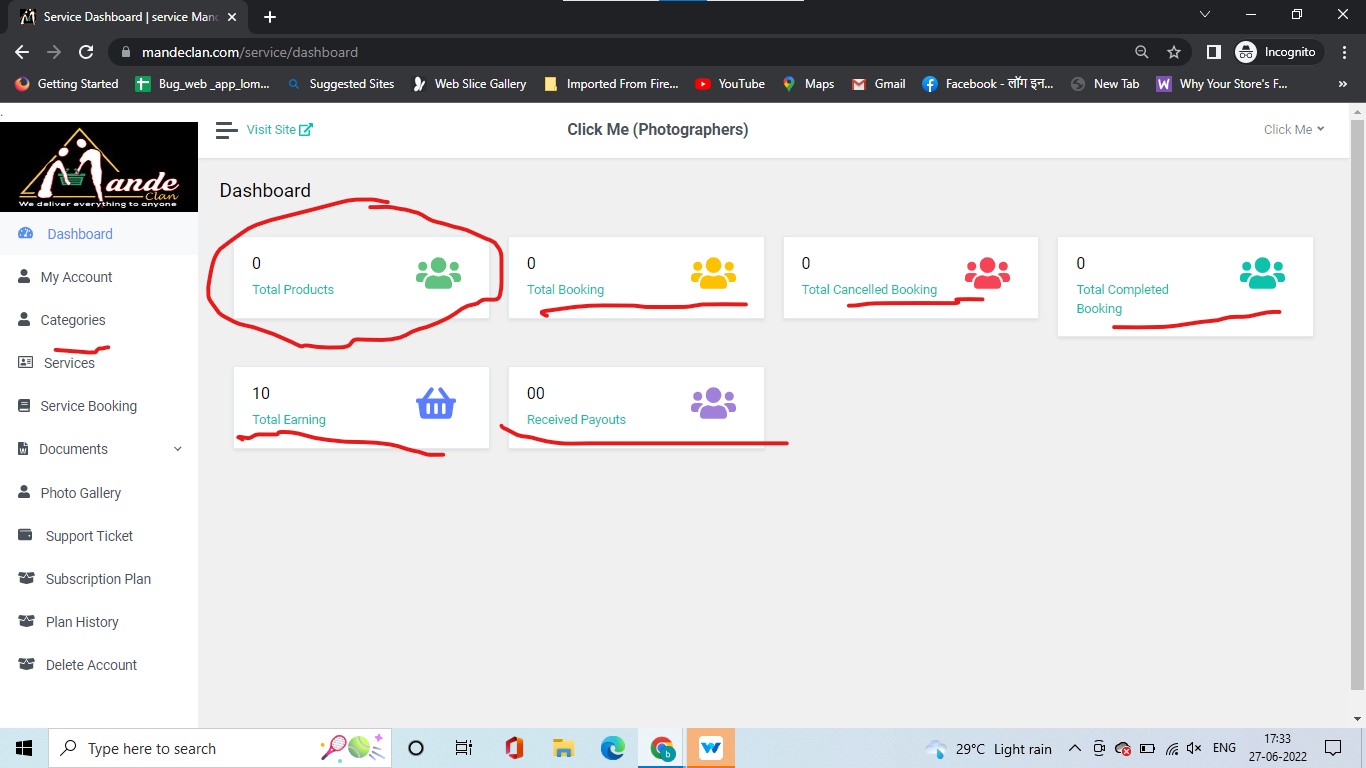 Service Dashboard | service Mand
mandeclan.com/service/dashboard
Incognito
Getting Started
Bug_web _app_lom...
Suggested Sites
Web Slice Gallery
Imported From Fire...
YouTube
Maps
Gmail
Facebook - लॉग इन...
New Tab
Why Your Store's F...
»
Mande
Clan
We deliver everything to anyone
Visit Site
Click Me (Photographers)
Click Me
Dashboard
My Account
Categories
Services
Service Booking
Documents
Photo Gallery
Support Ticket
Subscription Plan
Plan History
Delete Account
Dashboard
0
Total Products
0
Total Booking
0
Total Cancelled Booking
0
Total Completed
Booking
10
Total Earning
00
Received Payouts
Type here to search
29°C Light rain
ENG
17:33
27-06-2022